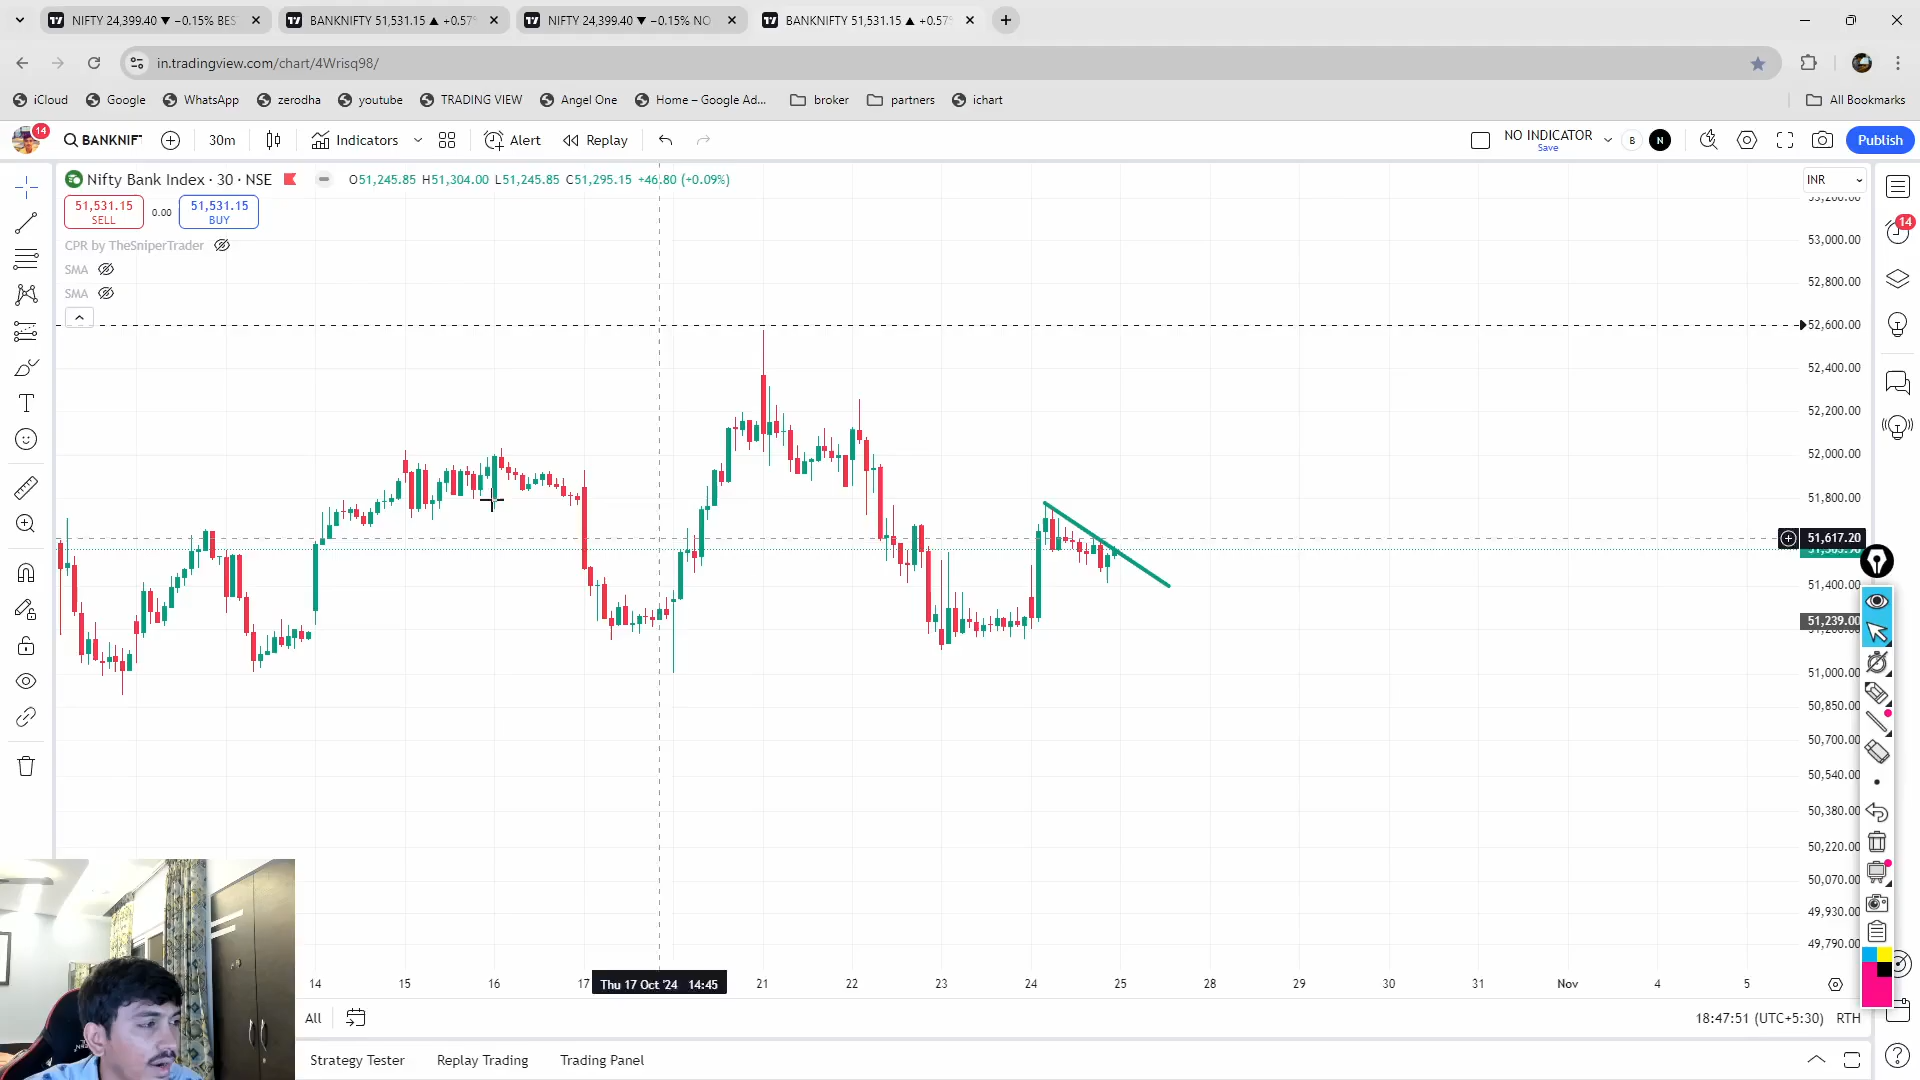 NIFTY 24,399.40 ▼ −0.15% BES
BANKNIFTY 51,531.15 ▲ +0.57%
NIFTY 24,399.40 ▼ −0.15% NO
BANKNIFTY 51,531.15 ▲ +0.57%
in.tradingview.com/chart/4Wrisq98/
iCloud Google WhatsApp zerodha youtube TRADING VIEW Angel One Home – Google Ad... broker partners ichart All Bookmarks
14 BANKNIF 30m Indicators Alert Replay NO INDICATOR B N Publish
Save
Nifty Bank Index · 30 · NSE O51,245.85 H51,304.00 L51,245.85 C51,295.15 +46.80 (+0.09%) INR
51,531.15 0.00 51,531.15
SELL BUY
CPR by TheSniperTrader
SMA
SMA
14
53,200.00
53,000.00
52,800.00
52,600.00
52,400.00
52,200.00
52,000.00
51,800.00
51,617.20
51,400.00
51,239.00
51,000.00
50,850.00
50,700.00
50,540.00
50,380.00
50,220.00
50,070.00
49,930.00
49,790.00
14 15 16 17 Thu 17 Oct '24 14:45 21 22 23 24 25 28 29 30 31 Nov 4 5
All 18:47:51 (UTC+5:30) RTH
Strategy Tester Replay Trading Trading Panel